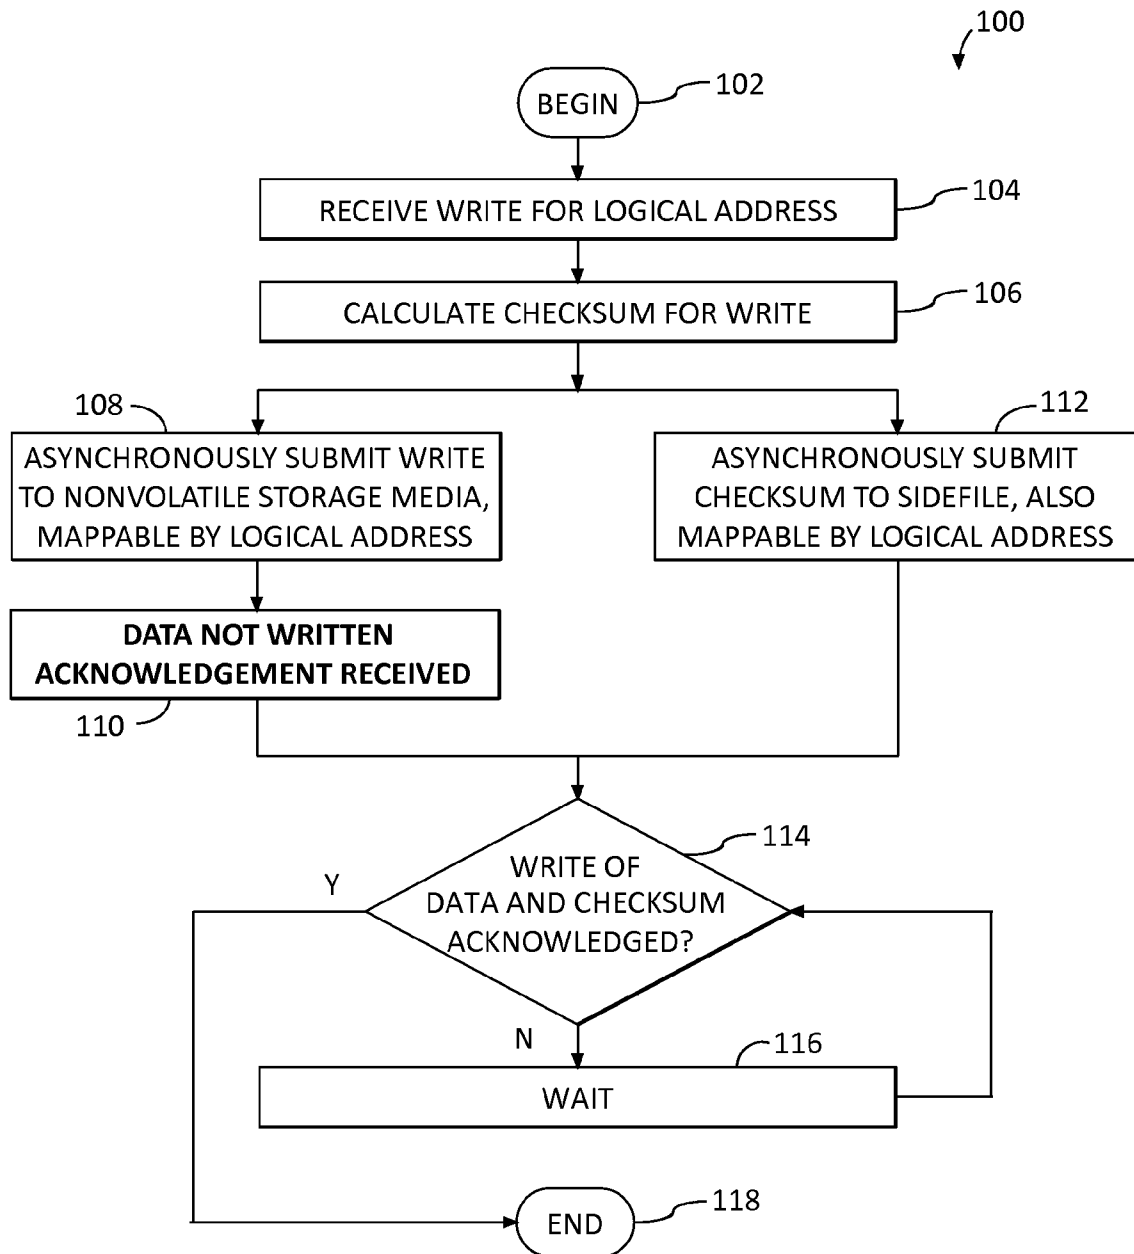 100
BEGIN
102
RECEIVE WRITE FOR LOGICAL ADDRESS
104
CALCULATE CHECKSUM FOR WRITE
106
108
ASYNCHRONOUSLY SUBMIT WRITE
TO NONVOLATILE STORAGE MEDIA,
MAPPABLE BY LOGICAL ADDRESS
112
ASYNCHRONOUSLY SUBMIT
CHECKSUM TO SIDEFILE, ALSO
MAPPABLE BY LOGICAL ADDRESS
DATA NOT WRITTEN
ACKNOWLEDGEMENT RECEIVED
110
114
WRITE OF
DATA AND CHECKSUM
ACKNOWLEDGED?
Y
N
116
WAIT
END
118